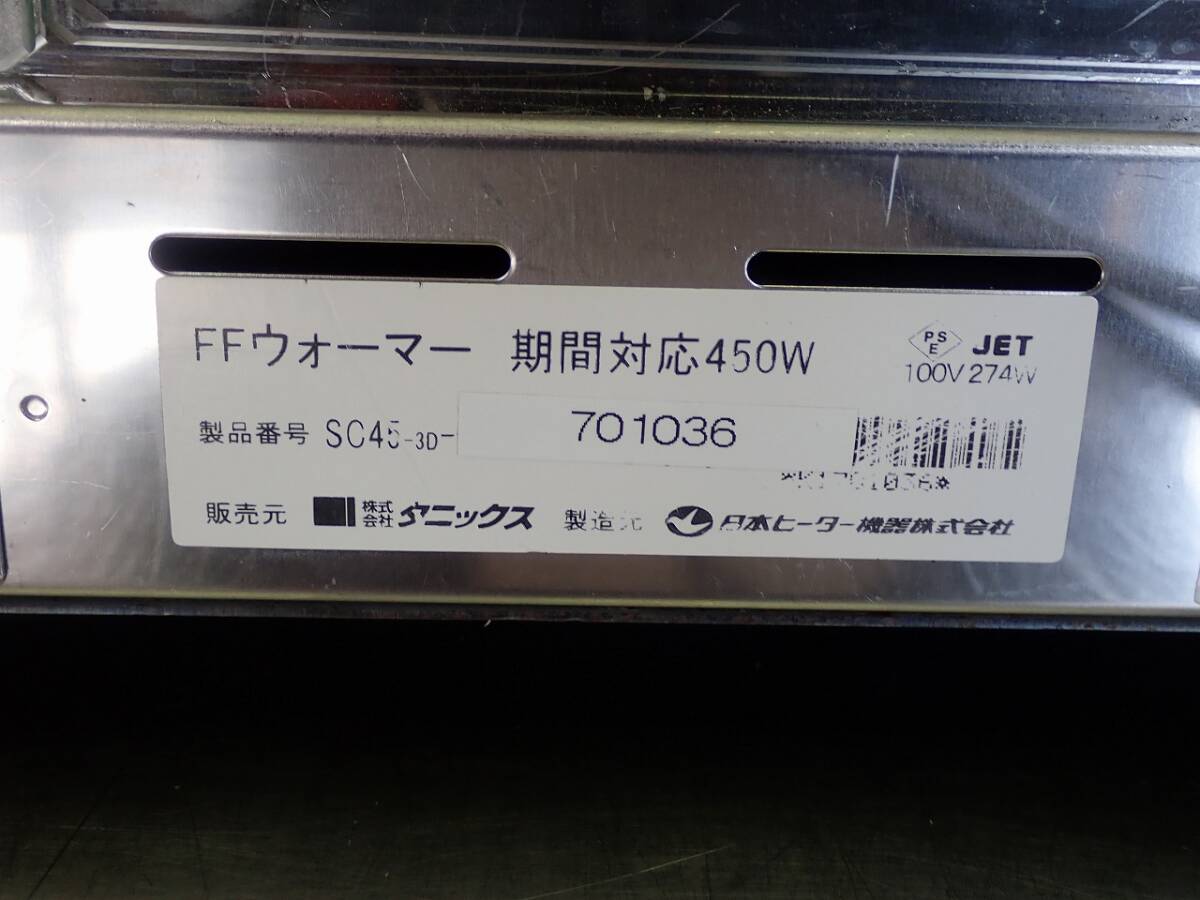 FFウォーマー 期間対応450W
PSE JET
100V 274W
製品番号 SC45-3D- 701036
販売元 株式会社タニックス 製造元 日本ヒーター機器株式会社